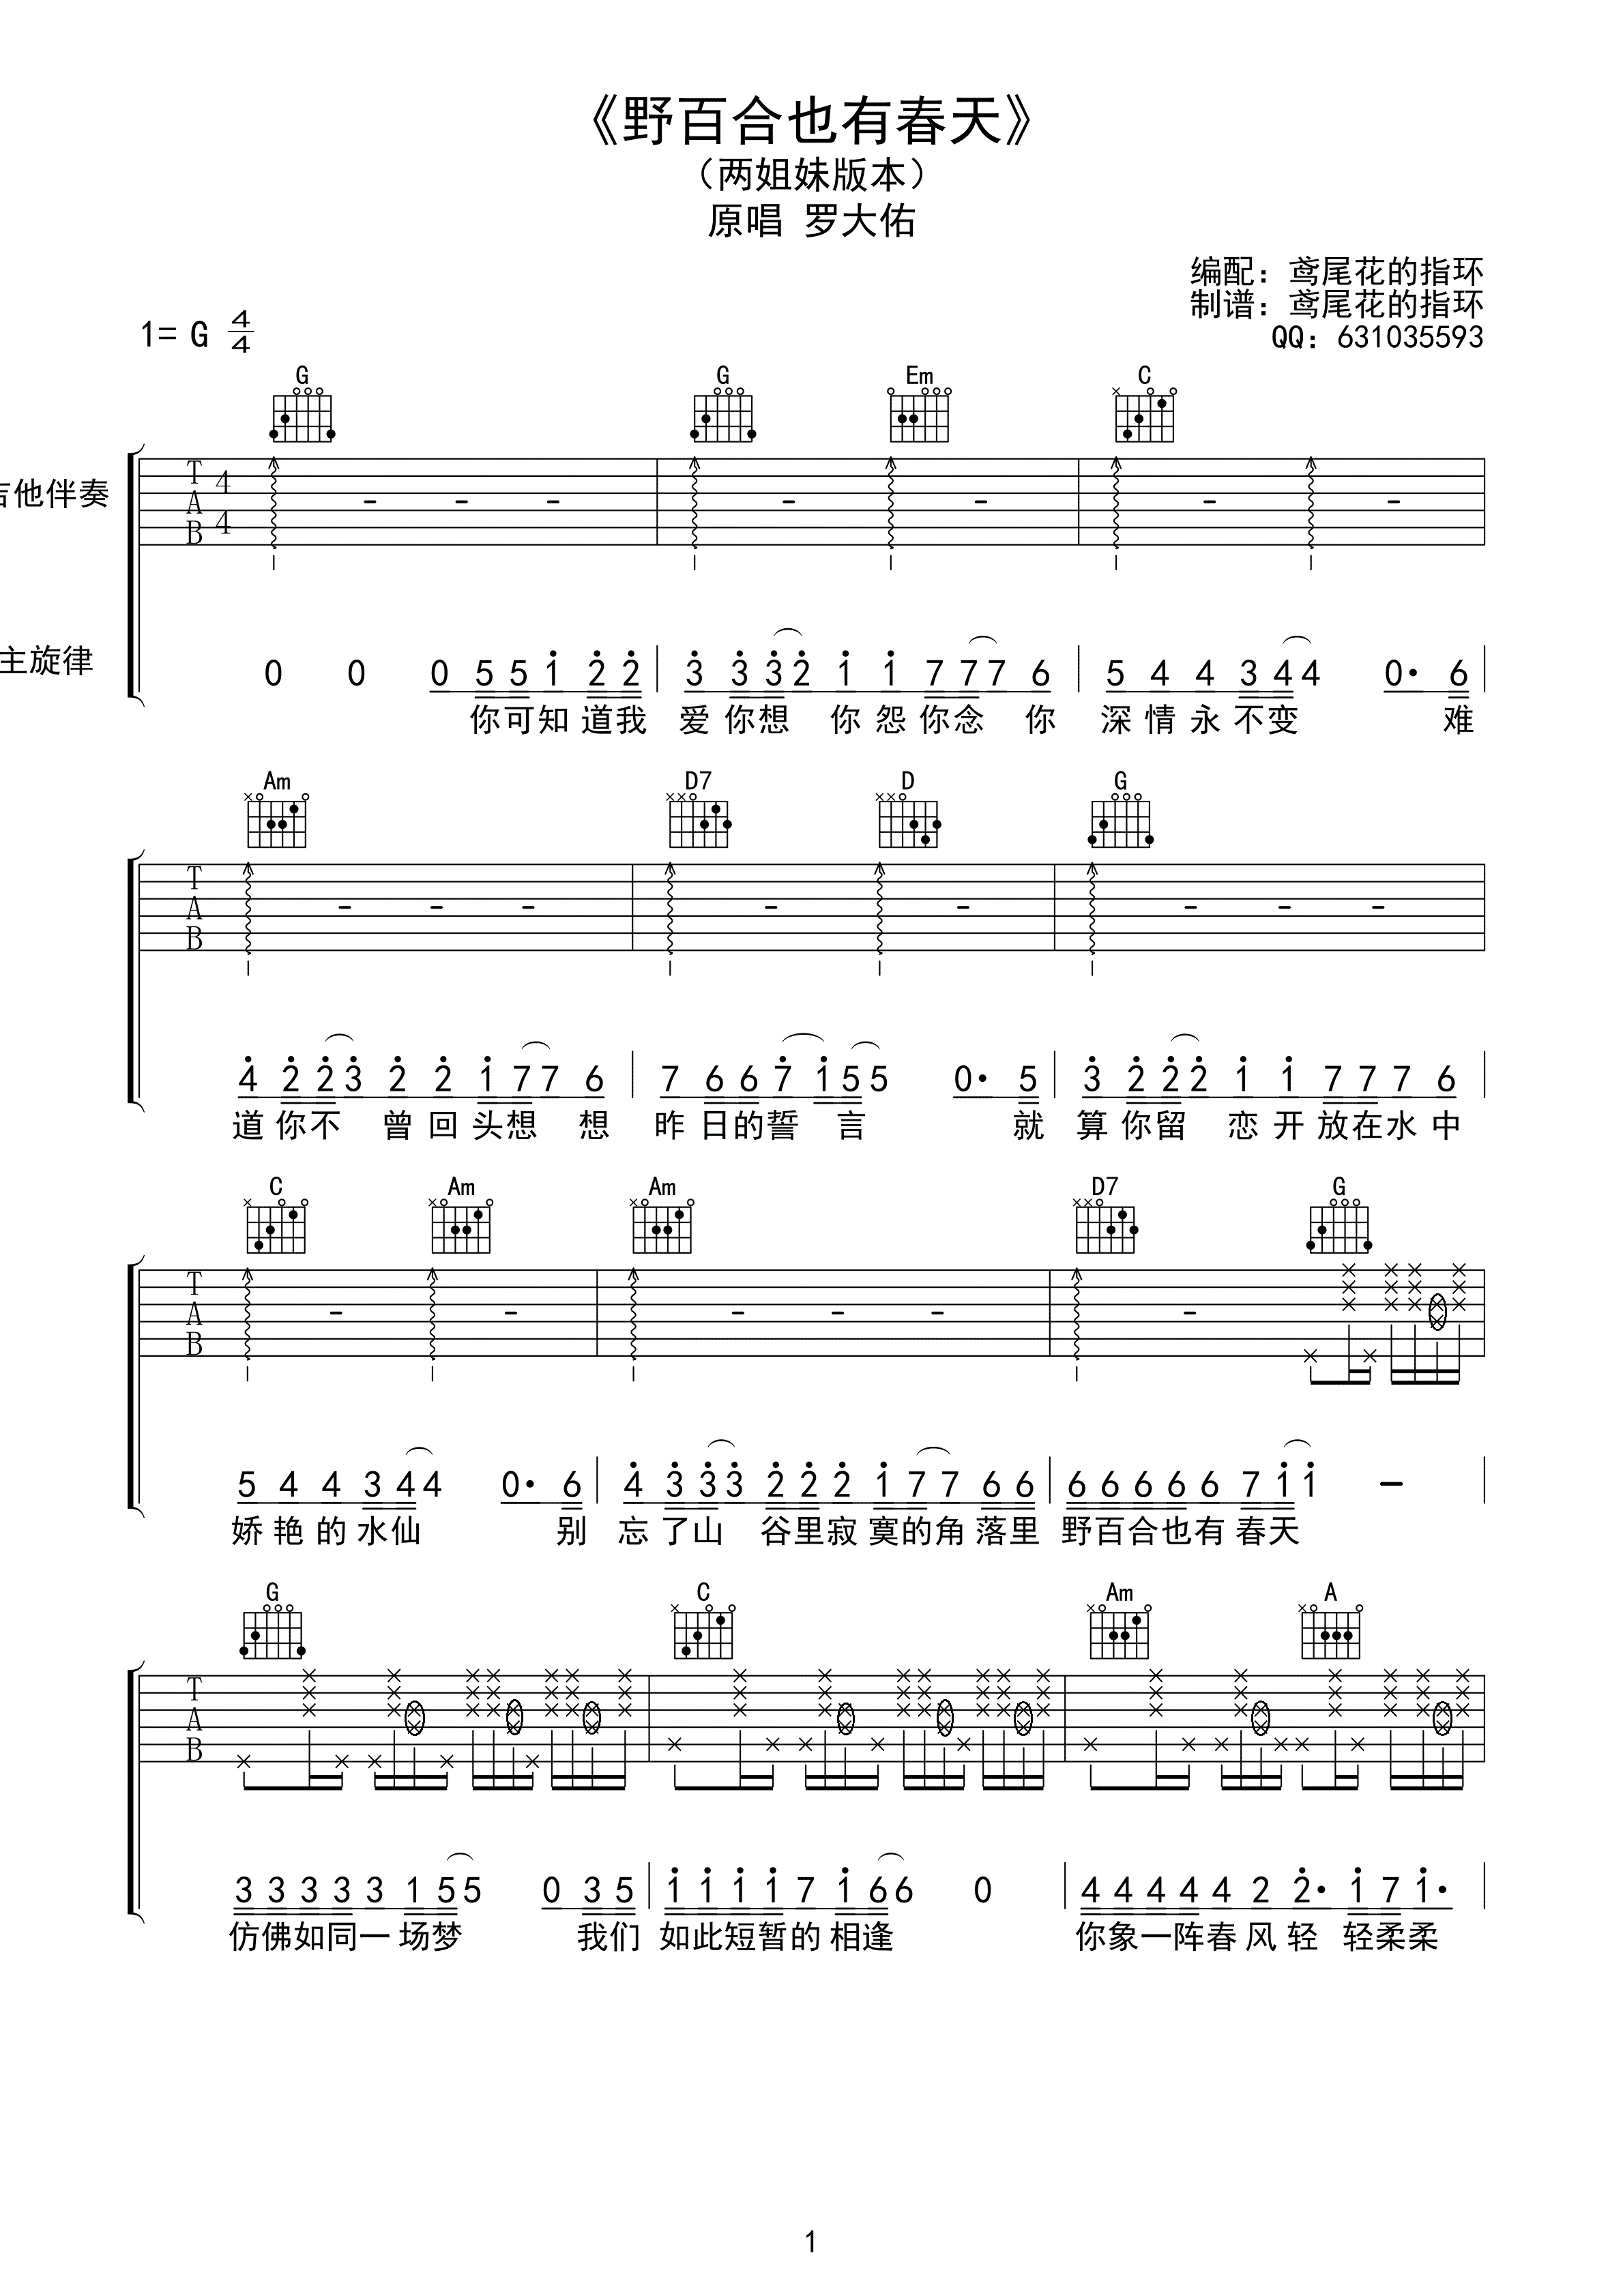 《野百合也有春天》
（两姐妹版本）
原唱 罗大佑
编配：鸢尾花的指环
制谱：鸢尾花的指环
QQ：631035593
1= G 4/4
G G Em C
吉他伴奏
T A B 4 4
主旋律
0 0 0 5 5 1 2 2 3 3 3 2 1 1 7 7 7 6 5 4 4 3 4 4 0· 6
你可知道我 爱你想 你怨你念 你 深情永不变 难
Am D7 D G
T A B
4 2 2 3 2 2 1 7 7 6 7 6 6 7 1 5 5 0· 5 3 2 2 2 1 1 7 7 7 6
道你不 曾回头想 想 昨日的誓 言 就 算你留 恋开放在水中
C Am Am D7 G
T A B
5 4 4 3 4 4 0· 6 4 3 3 3 2 2 2 1 7 7 6 6 6 6 6 6 6 7 1 1 –
娇艳的水仙 别 忘了山 谷里寂寞的角落里 野百合也有春天
G C Am A
T A B
3 3 3 3 3 1 5 5 0 3 5 1 1 1 1 7 1 6 6 0 4 4 4 4 4 2 2· 1 7 1·
仿佛如同一场梦 我们 如此短暂的相逢 你象一阵春风轻 轻柔柔
1